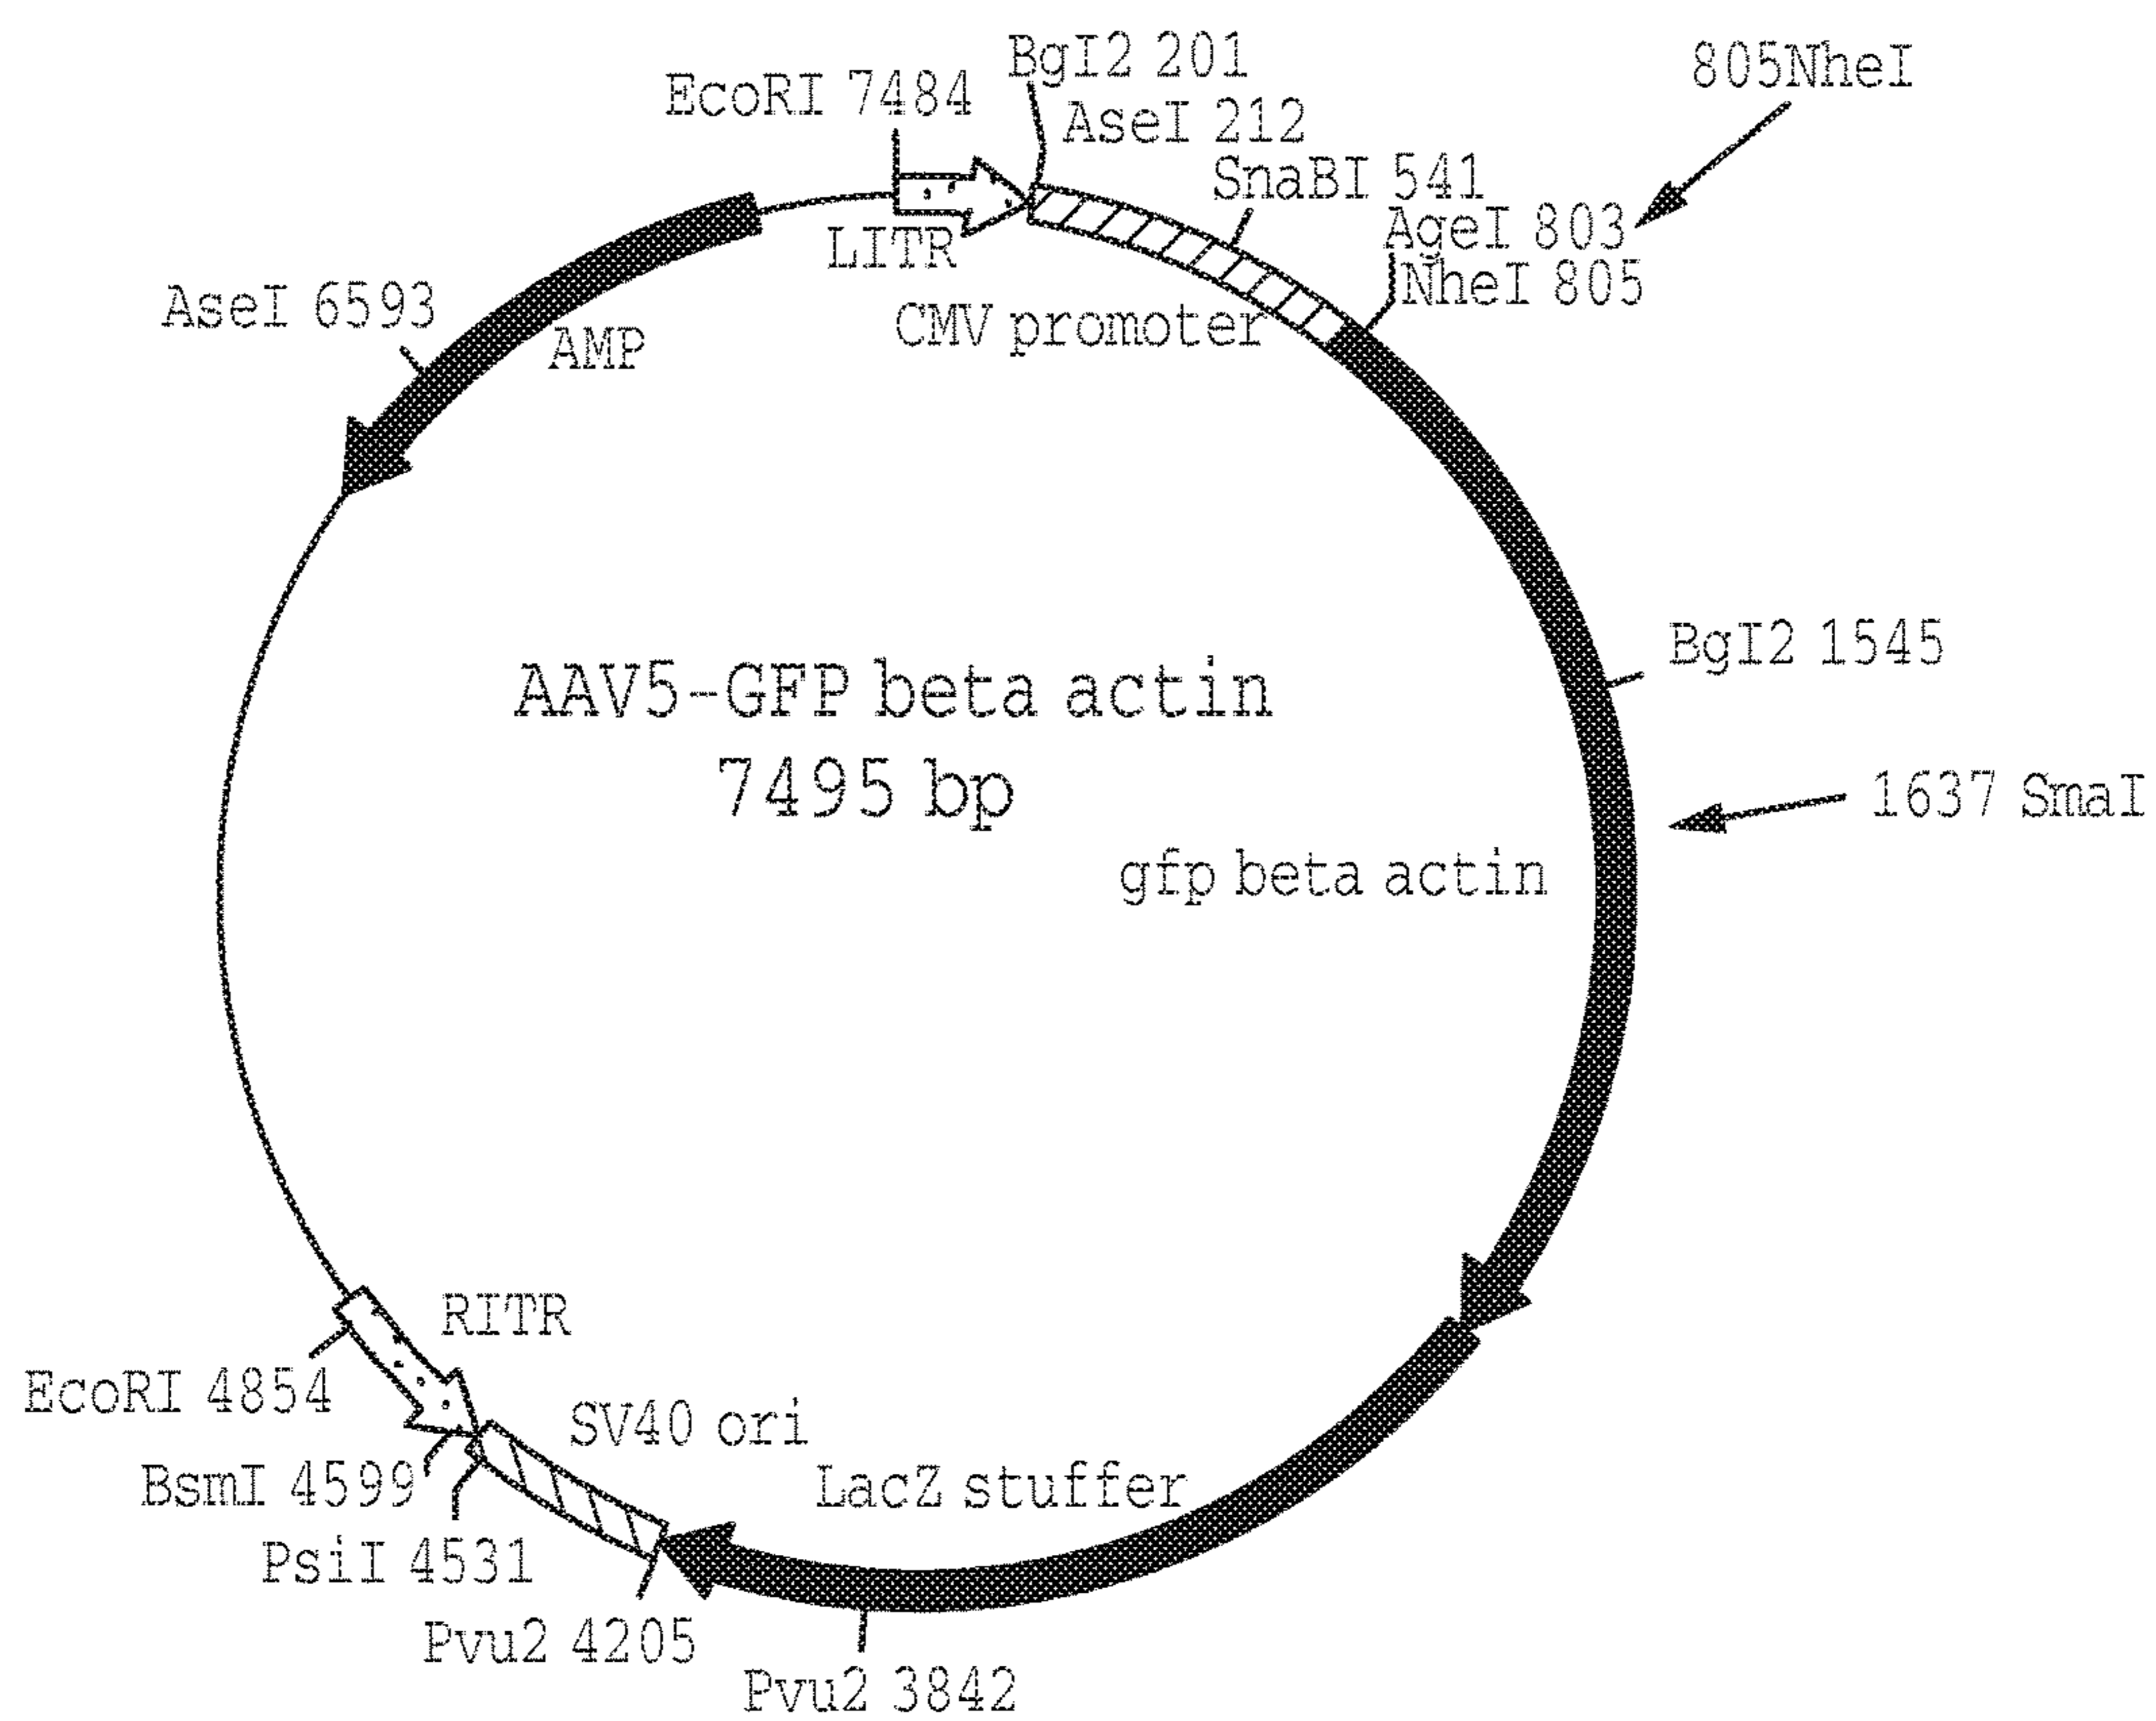 BgI2 201
805NheI
EcoRI 7484
AseI 212
SnaBI 541
AgeI 803
LITR
NheI 805
AseI 6593
CMV promoter
AMP
BgI2 1545
AAV5-GFP beta actin
7495 bp
1637 SmaI
gfp beta actin
RITR
EcoRI 4854
SV40 ori
BsmI 4599
LacZ stuffer
PsiI 4531
Pvu2 4205
Pvu2 3842